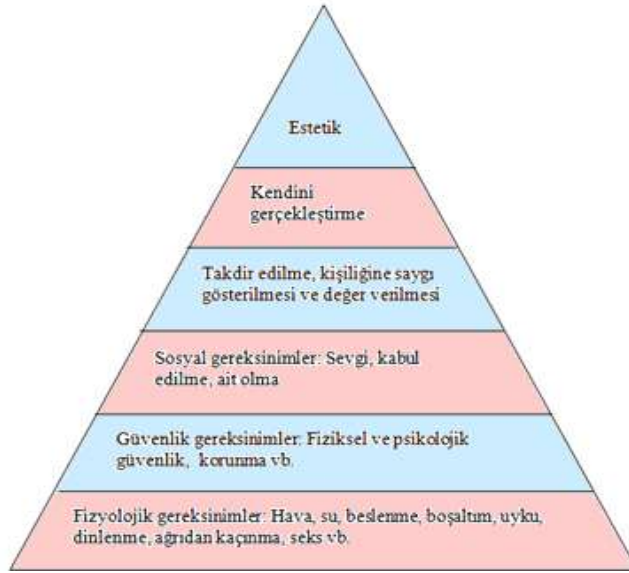 Estetik
Kendini
gerçekleştirme
Takdir edilme, kişiliğine saygı
gösterilmesi ve değer verilmesi
Sosyal gereksinimler: Sevgi, kabul
edilme, ait olma
Güvenlik gereksinimler: Fiziksel ve psikolojik
güvenlik, korunma vb.
Fizyolojik gereksinimler: Hava, su, beslenme, boşaltım, uyku,
dinlenme, ağrıdan kaçınma, seks vb.